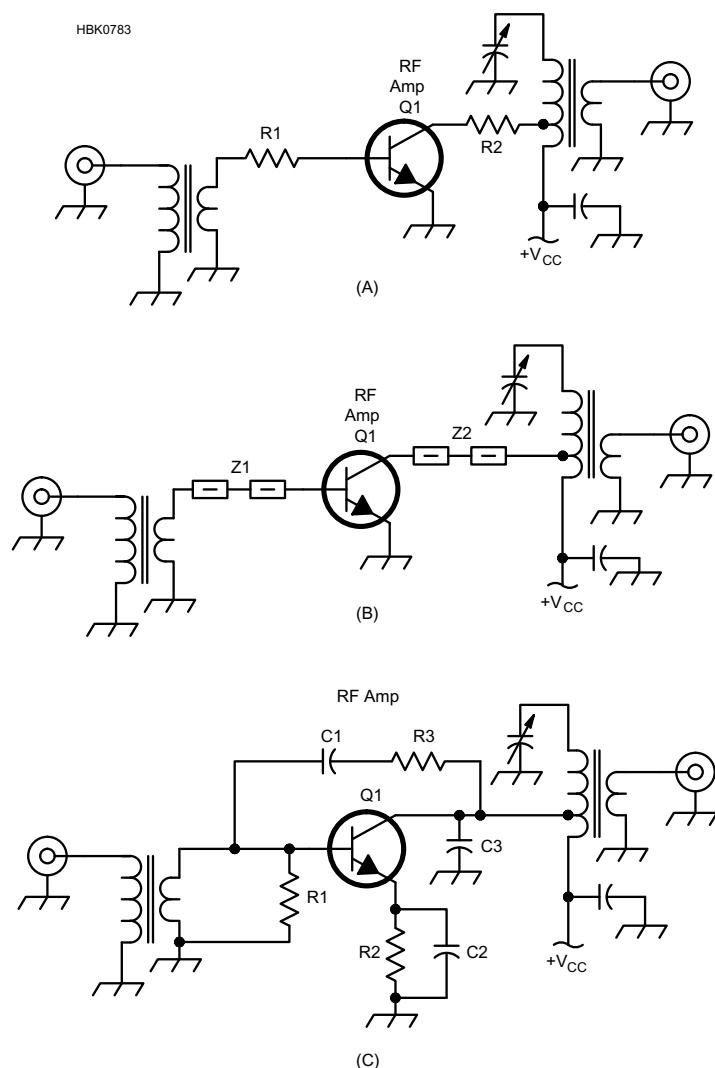 HBK0783
RF
Amp
Q1
R1
R2
+VCC
(A)
RF
Amp
Q1
Z1
Z2
+VCC
(B)
RF Amp
C1
R3
Q1
C3
R1
R2
C2
+VCC
(C)